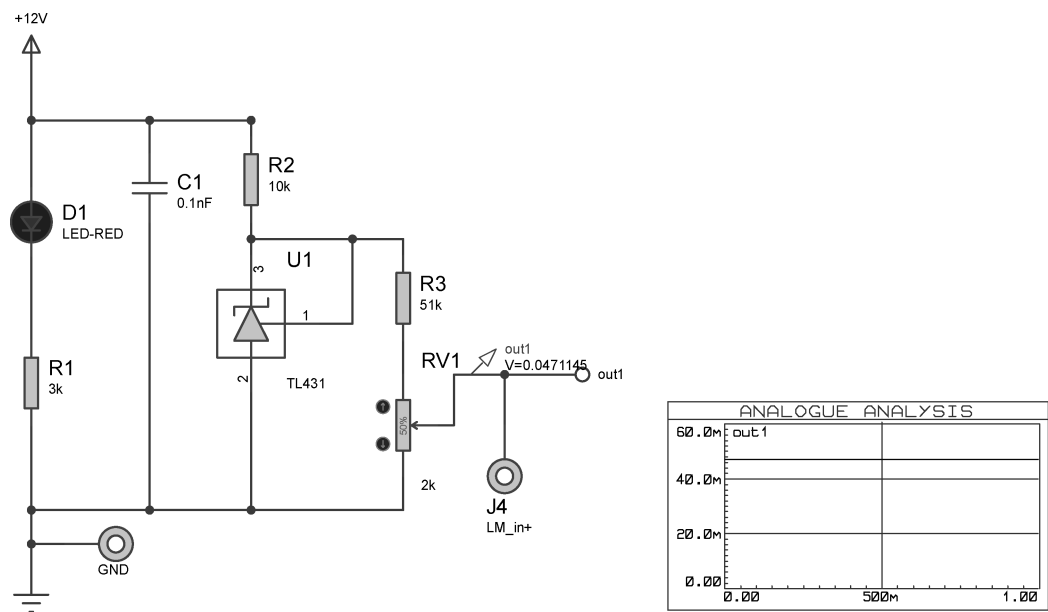 +12V
R2
10k
C1
0.1nF
D1
LED-RED
U1
3
R3
51k
1
R1
3k
2
TL431
RV1
out1
V=0.0471145
out1
50%
2k
J4
LM_in+
GND
ANALOGUE ANALYSIS
60.0m
out1
40.0m
20.0m
0.00
0.00
500m
1.00